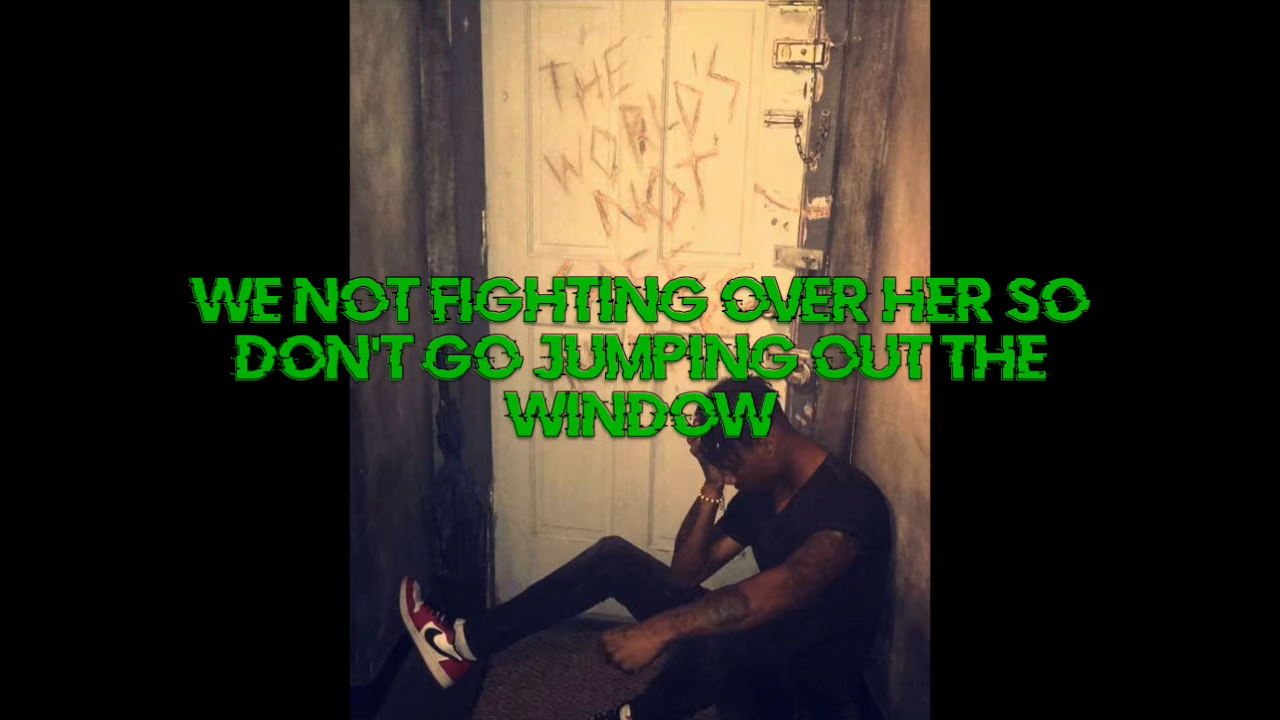 THE
WORLD'S
NOT
WE NOT FIGHTING OVER HER SO
DON'T GO JUMPING OUT THE
WINDOW